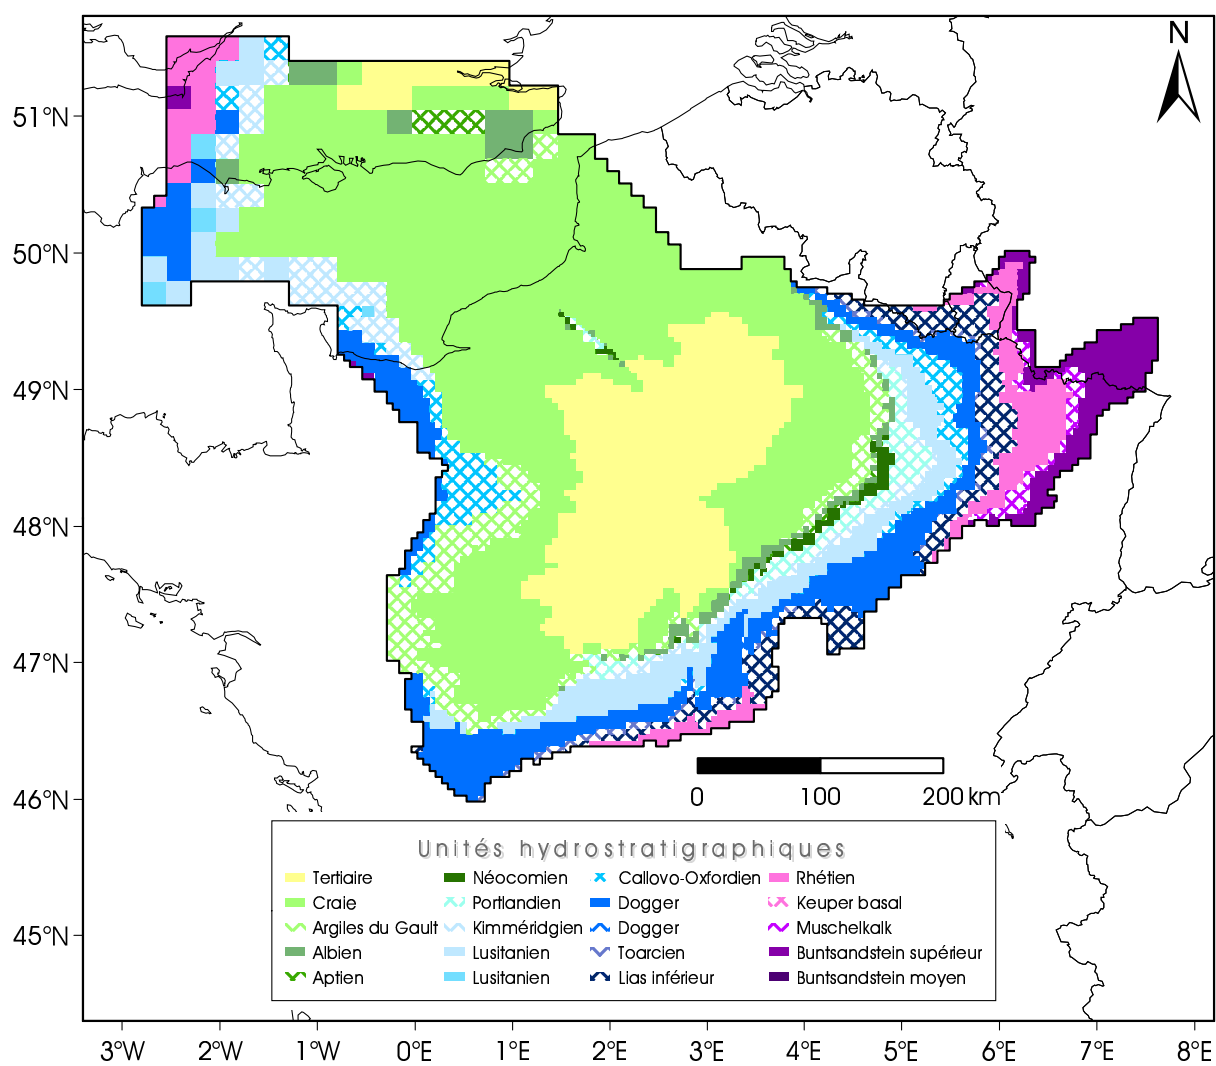 N
51°N
50°N
49°N
48°N
47°N
46°N
45°N
0 100 200 km
Unités hydrostratigraphiques
Tertiaire Néocomien Callovo-Oxfordien Rhétien
Craie Portlandien Dogger Keuper basal
Argiles du Gault Kimméridgien Dogger Muschelkalk
Albien Lusitanien Toarcien Buntsandstein supérieur
Aptien Lusitanien Lias inférieur Buntsandstein moyen
3°W 2°W 1°W 0°E 1°E 2°E 3°E 4°E 5°E 6°E 7°E 8°E